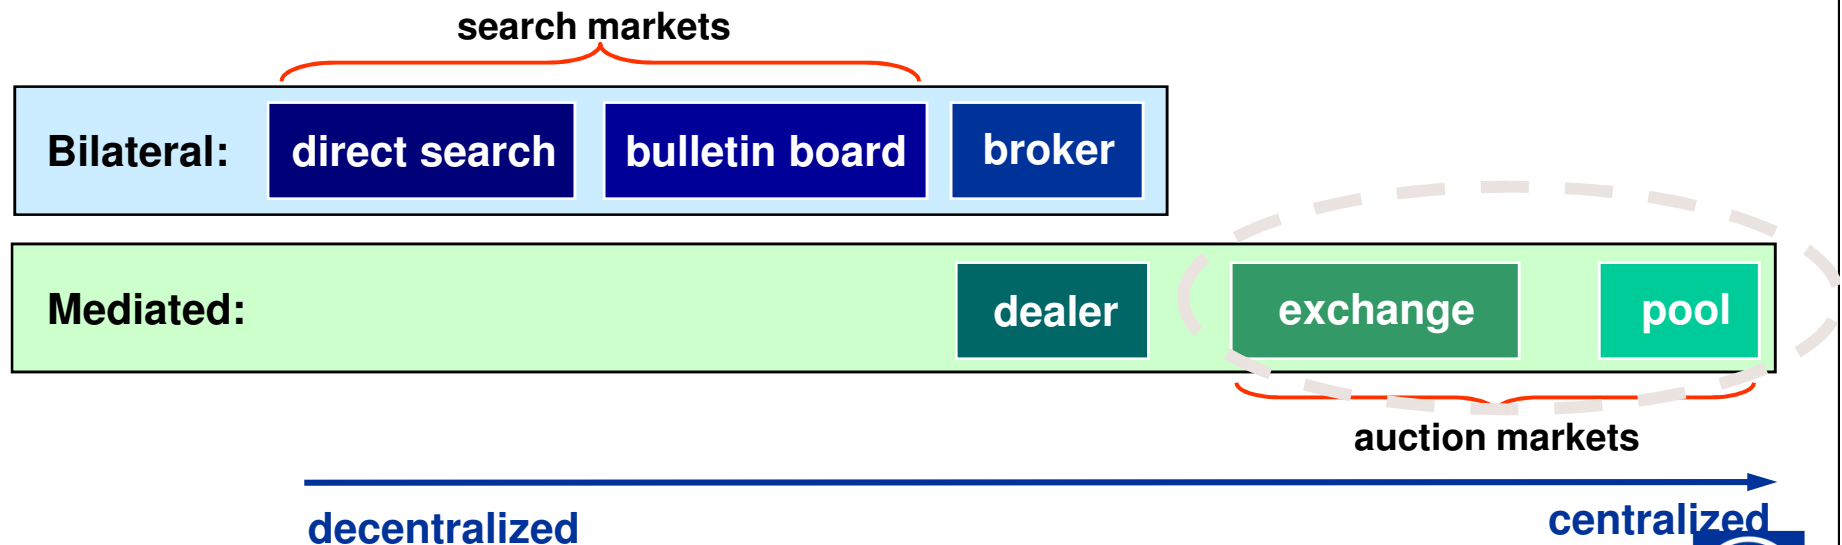 search markets
Bilateral: direct search bulletin board broker
Mediated: dealer exchange pool
auction markets
decentralized centralized